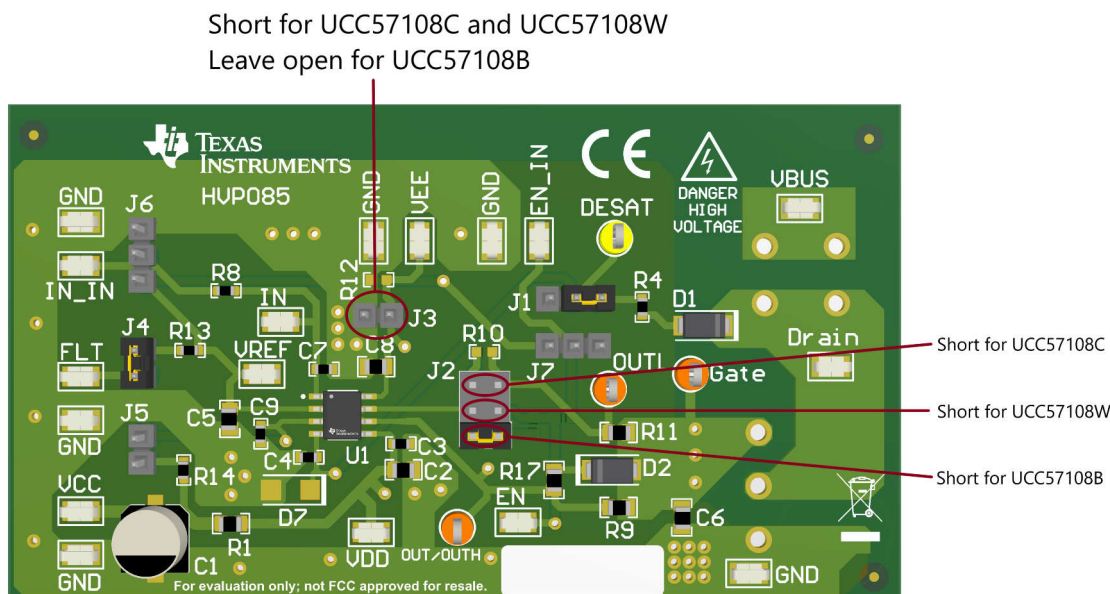 Short for UCC57108C and UCC57108W
Leave open for UCC57108B
TEXAS
INSTRUMENTS
HVP085
GND
VEE
GND
EN_IN
DESAT
CE
DANGER
HIGH
VOLTAGE
VBUS
GND
J6
IN_IN
R8
R12
J3
J1
R4
D1
IN
J4
R13
FLT
VREF
C7
C8
R10
J2
J7
OUTL
Gate
Drain
Short for UCC57108C
Short for UCC57108W
Short for UCC57108B
GND
J5
C5
C9
C4
TEXAS
INSTRUMENTS
U1
C3
C2
R11
R17
D2
R14
VCC
D7
R1
VDD
OUT/OUTH
EN
R9
C6
GND
C1
GND
For evaluation only; not FCC approved for resale.